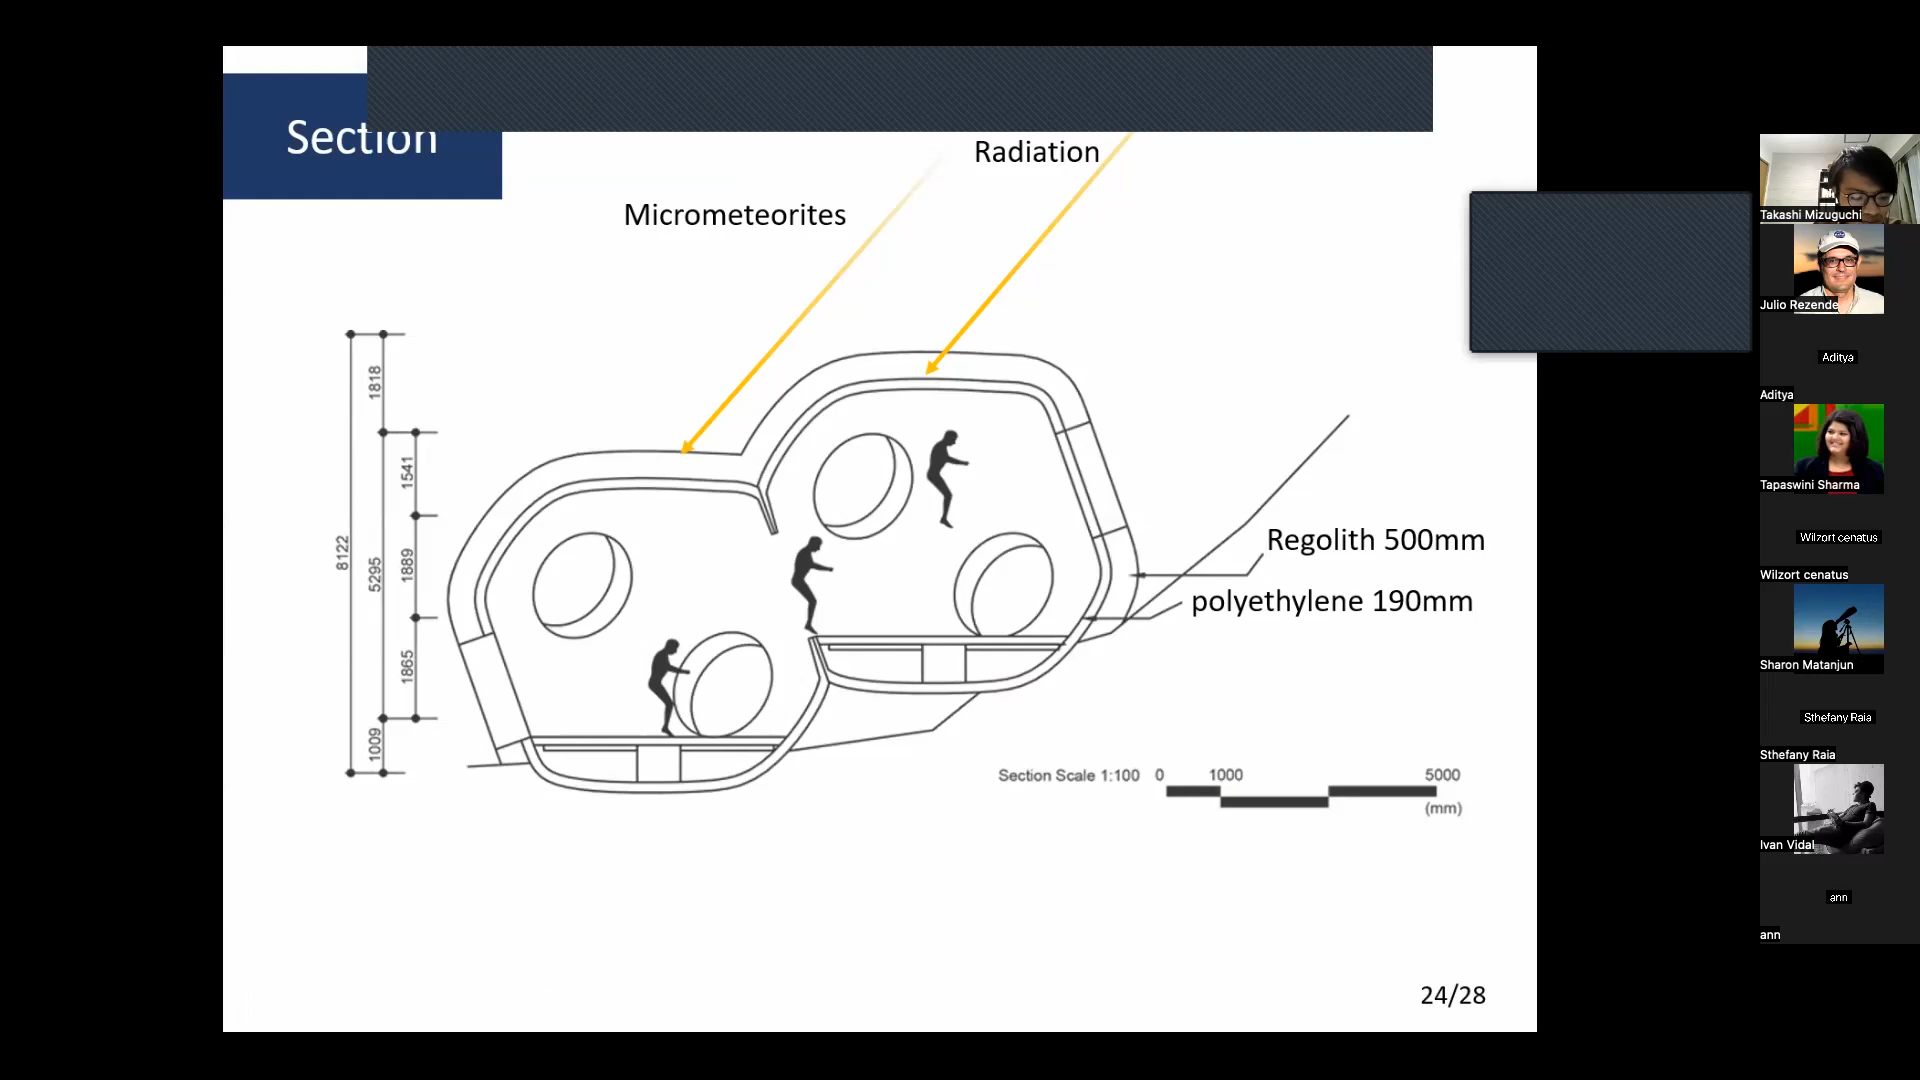 Section
Radiation
Micrometeorites
1818
1541
8122
5295
1889
1865
1009
Regolith 500mm
polyethylene 190mm
Section Scale 1:100 0 1000 5000
(mm)
24/28
Takashi Mizuguchi
Julio Rezende
Aditya
Aditya
Tapaswini Sharma
Wilzort cenatus
Wilzort cenatus
Sharon Matanjun
Sthefany Raia
Sthefany Raia
Ivan Vidal
ann
ann